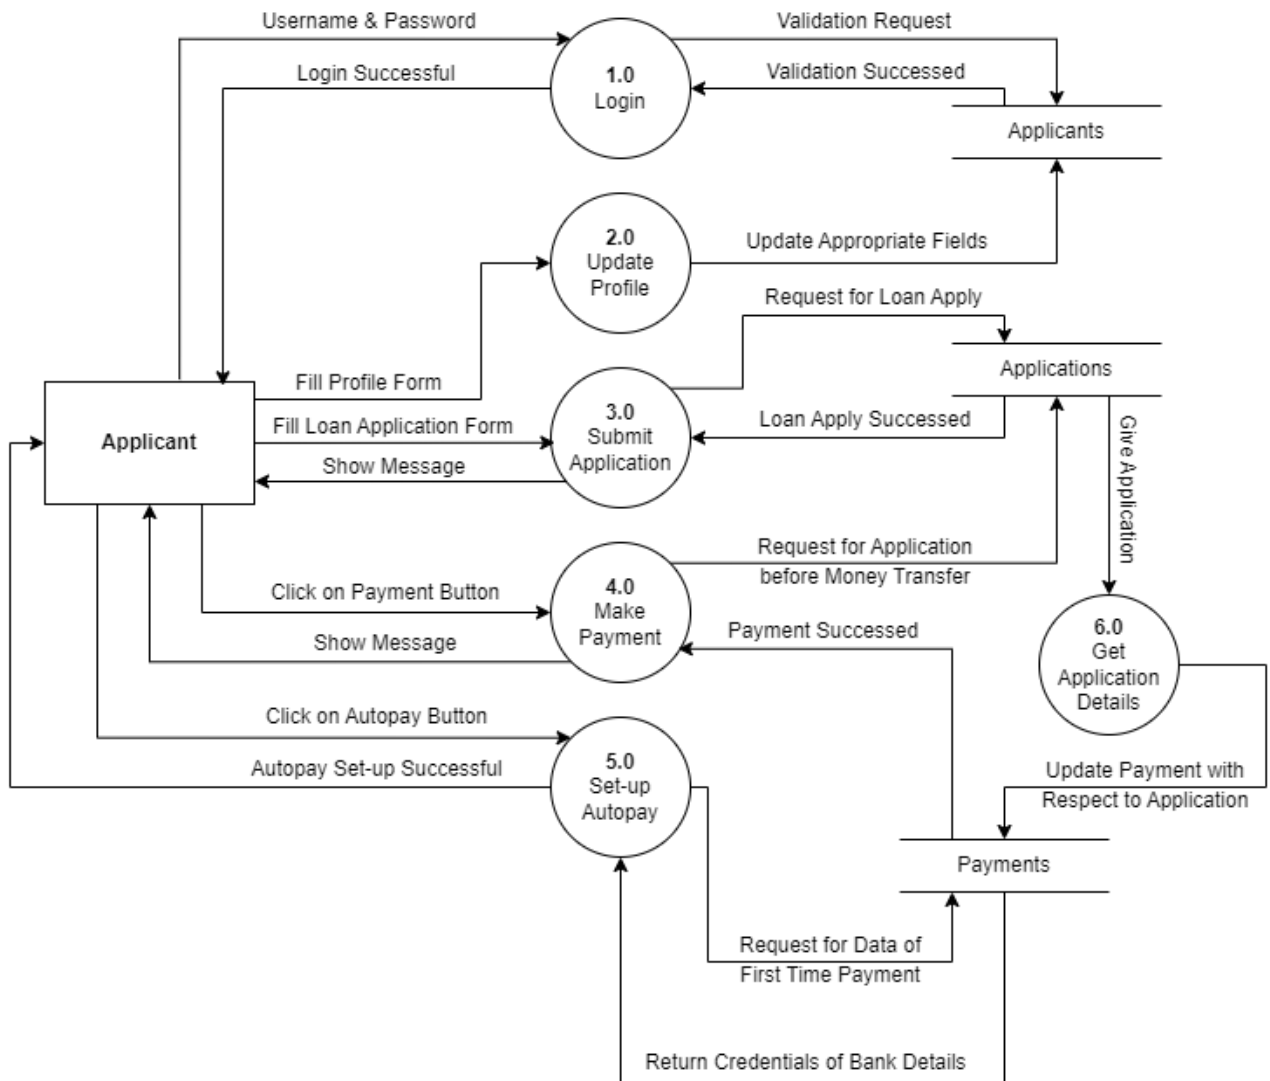 Username & Password
Validation Request
1.0
Login
Login Successful
Validation Successed
Applicants
2.0
Update
Profile
Update Appropriate Fields
Request for Loan Apply
Applications
Fill Profile Form
3.0
Submit
Application
Fill Loan Application Form
Loan Apply Successed
Applicant
Show Message
Give Application
Request for Application
before Money Transfer
4.0
Make
Payment
Click on Payment Button
Show Message
Payment Successed
6.0
Get
Application
Details
Click on Autopay Button
5.0
Set-up
Autopay
Autopay Set-up Successful
Update Payment with
Respect to Application
Payments
Request for Data of
First Time Payment
Return Credentials of Bank Details